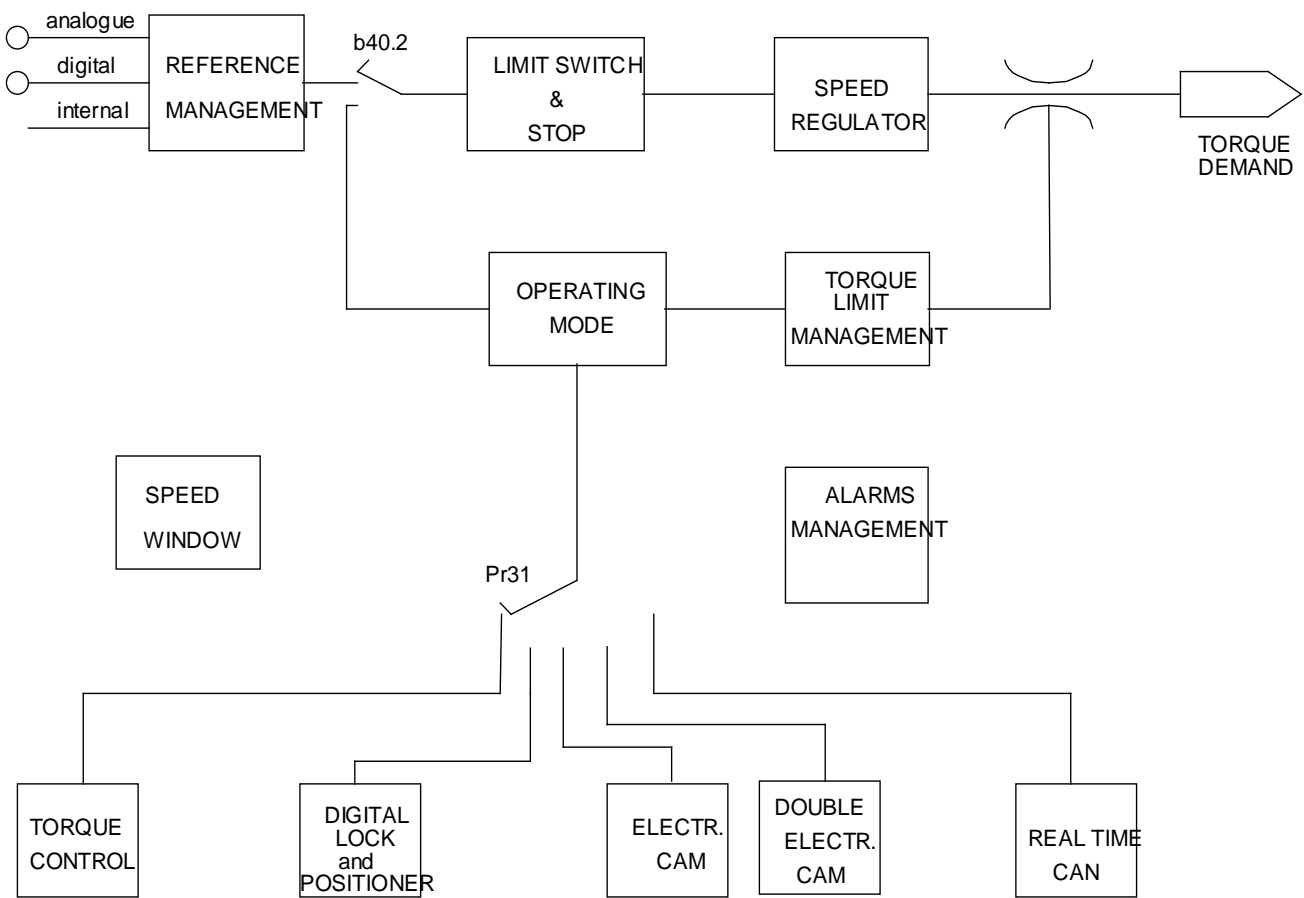 analogue
digital
internal
REFERENCE
MANAGEMENT
b40.2
LIMIT SWITCH
&
STOP
SPEED
REGULATOR
TORQUE
DEMAND
OPERATING
MODE
TORQUE
LIMIT
MANAGEMENT
SPEED
WINDOW
ALARMS
MANAGEMENT
Pr31
TORQUE
CONTROL
DIGITAL
LOCK
and
POSITIONER
ELECTR.
CAM
DOUBLE
ELECTR.
CAM
REAL TIME
CAN